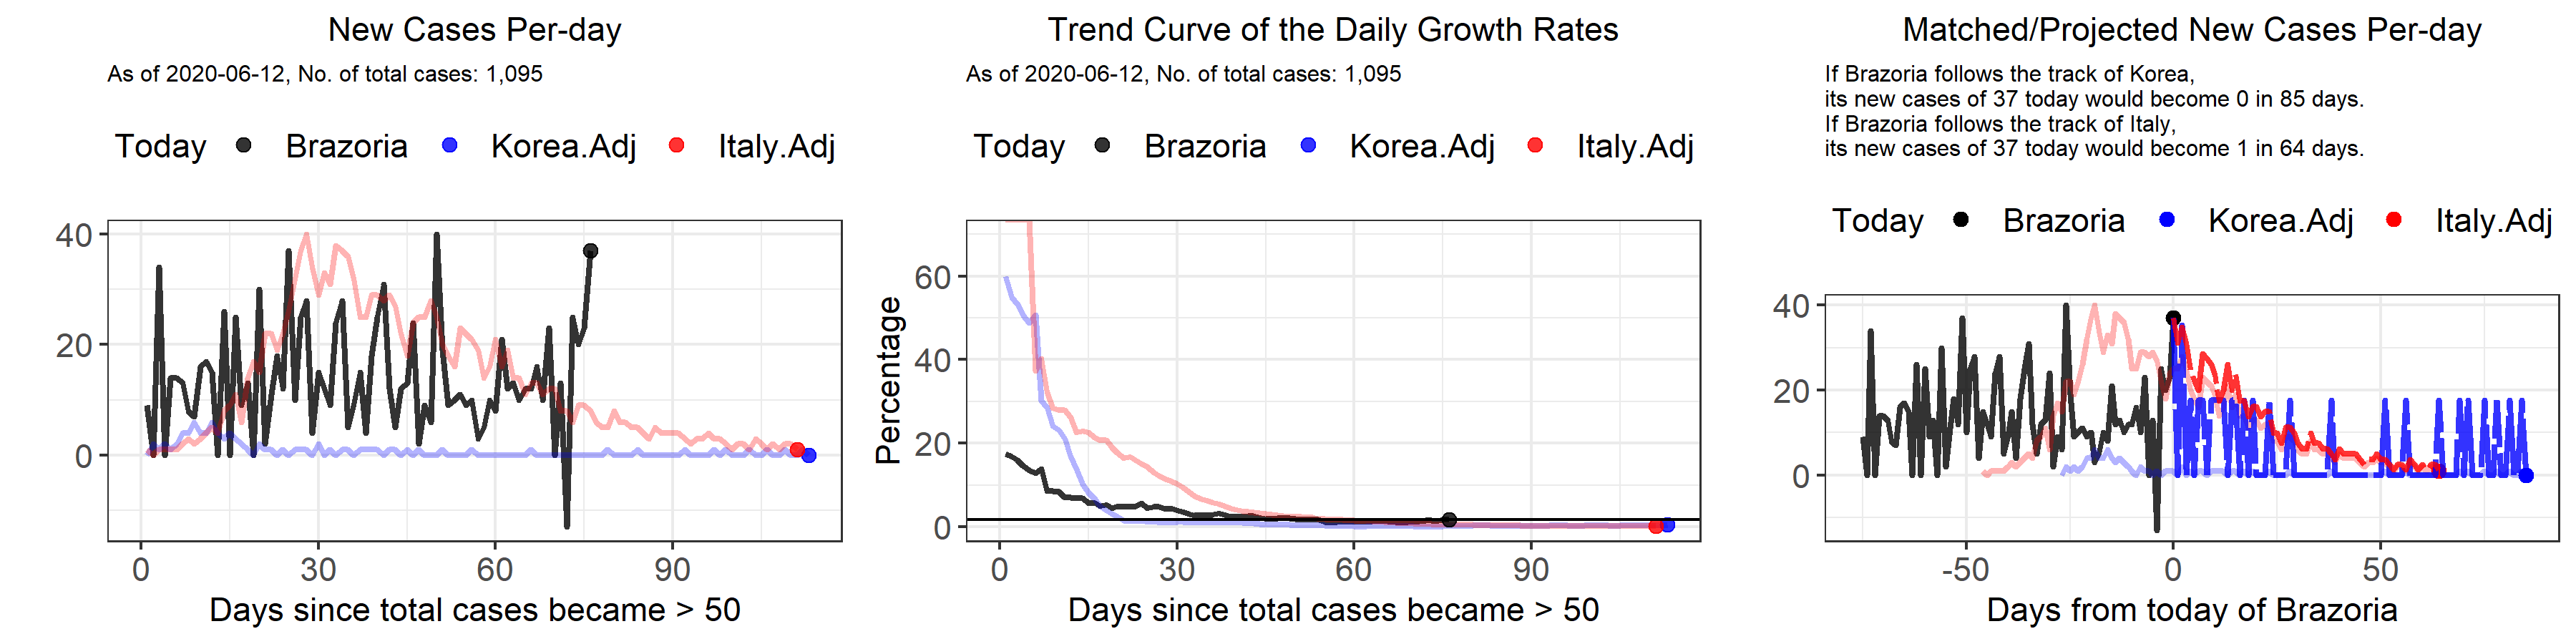 New Cases Per-day
As of 2020-06-12, No. of total cases: 1,095
Today Brazoria Korea.Adj Italy.Adj
40
20
0
0 30 60 90
Days since total cases became > 50
Trend Curve of the Daily Growth Rates
As of 2020-06-12, No. of total cases: 1,095
Today Brazoria Korea.Adj Italy.Adj
Percentage
60
40
20
0
0 30 60 90
Days since total cases became > 50
Matched/Projected New Cases Per-day
If Brazoria follows the track of Korea,
its new cases of 37 today would become 0 in 85 days.
If Brazoria follows the track of Italy,
its new cases of 37 today would become 1 in 64 days.
Today Brazoria Korea.Adj Italy.Adj
40
20
0
-50 0 50
Days from today of Brazoria